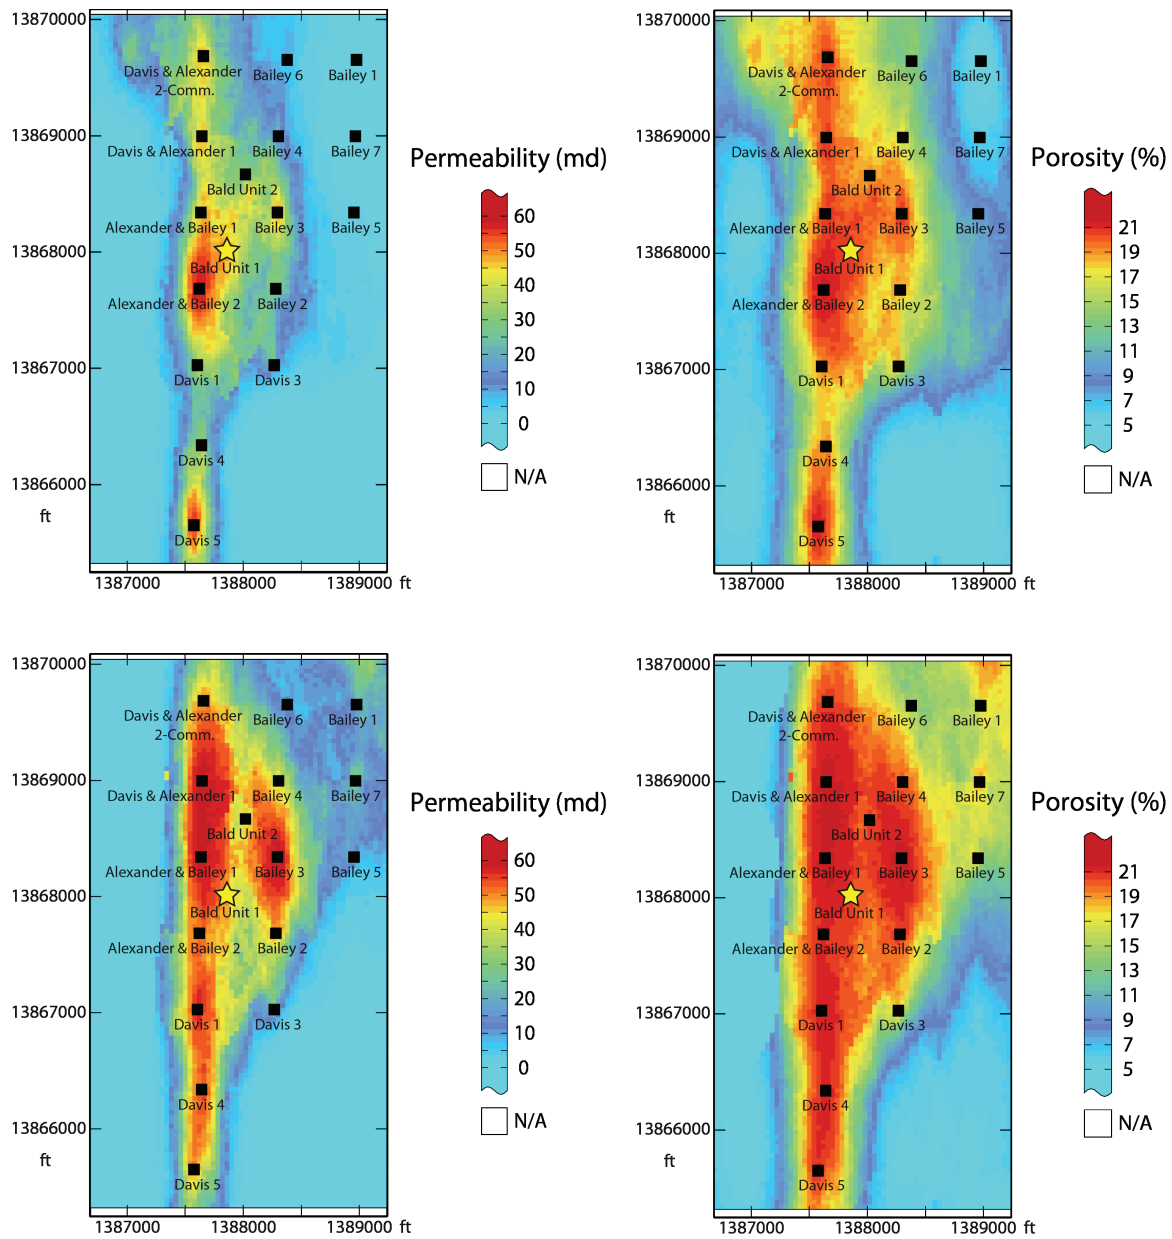 13870000
Davis & Alexander
2-Comm.
Bailey 6
Bailey 1
13869000
Davis & Alexander 1
Bailey 4
Bailey 7
Bald Unit 2
Alexander & Bailey 1
Bailey 3
Bailey 5
13868000
Bald Unit 1
Alexander & Bailey 2
Bailey 2
13867000
Davis 1
Davis 3
Davis 4
13866000
ft
Davis 5
1387000
1388000
1389000 ft
Permeability (md)
60
50
40
30
20
10
0
N/A
13870000
Davis & Alexander
2-Comm.
Bailey 6
Bailey 1
13869000
Davis & Alexander 1
Bailey 4
Bailey 7
Bald Unit 2
Alexander & Bailey 1
Bailey 3
Bailey 5
13868000
Bald Unit 1
Alexander & Bailey 2
Bailey 2
13867000
Davis 1
Davis 3
Davis 4
13866000
ft
Davis 5
1387000
1388000
1389000 ft
Porosity (%)
21
19
17
15
13
11
9
7
5
N/A
13870000
Davis & Alexander
2-Comm.
Bailey 6
Bailey 1
13869000
Davis & Alexander 1
Bailey 4
Bailey 7
Bald Unit 2
Alexander & Bailey 1
Bailey 3
Bailey 5
13868000
Bald Unit 1
Alexander & Bailey 2
Bailey 2
13867000
Davis 1
Davis 3
Davis 4
13866000
ft
Davis 5
1387000
1388000
1389000 ft
Permeability (md)
60
50
40
30
20
10
0
N/A
13870000
Davis & Alexander
2-Comm.
Bailey 6
Bailey 1
13869000
Davis & Alexander 1
Bailey 4
Bailey 7
Bald Unit 2
Alexander & Bailey 1
Bailey 3
Bailey 5
13868000
Bald Unit 1
Alexander & Bailey 2
Bailey 2
13867000
Davis 1
Davis 3
Davis 4
13866000
ft
Davis 5
1387000
1388000
1389000 ft
Porosity (%)
21
19
17
15
13
11
9
7
5
N/A